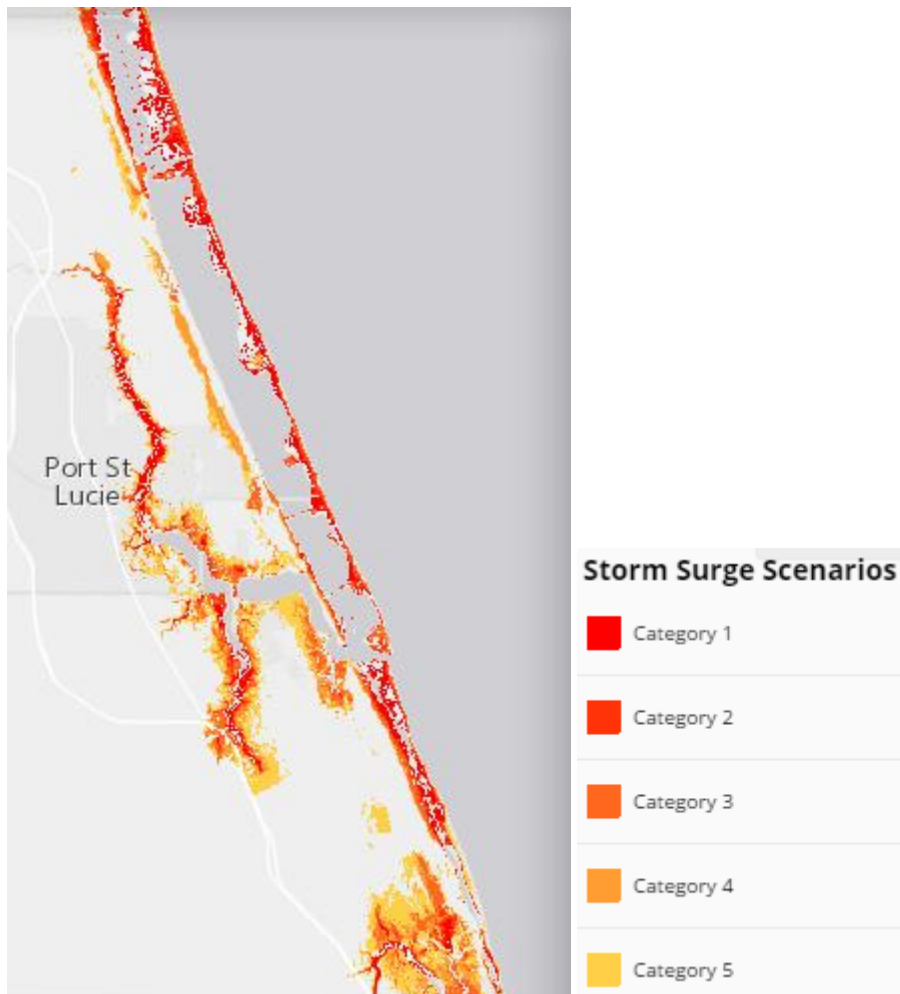 Port St
Lucie
Storm Surge Scenarios
Category 1
Category 2
Category 3
Category 4
Category 5